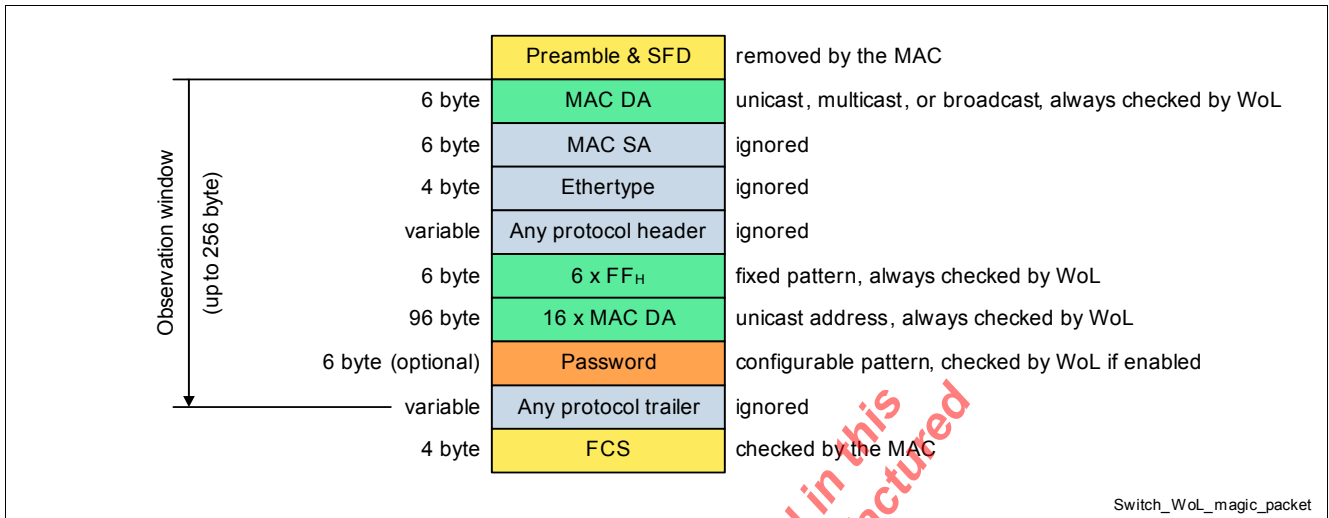 Preamble & SFD removed by the MAC
6 byte MAC DA unicast, multicast, or broadcast, always checked by WoL
6 byte MAC SA ignored
4 byte Ethertype ignored
variable Any protocol header ignored
6 byte 6 x FFH fixed pattern, always checked by WoL
96 byte 16 x MAC DA unicast address, always checked by WoL
6 byte (optional) Password configurable pattern, checked by WoL if enabled
variable Any protocol trailer ignored
4 byte FCS checked by the MAC
Observation window
(up to 256 byte)
in this
Switch_WoL_magic_packet